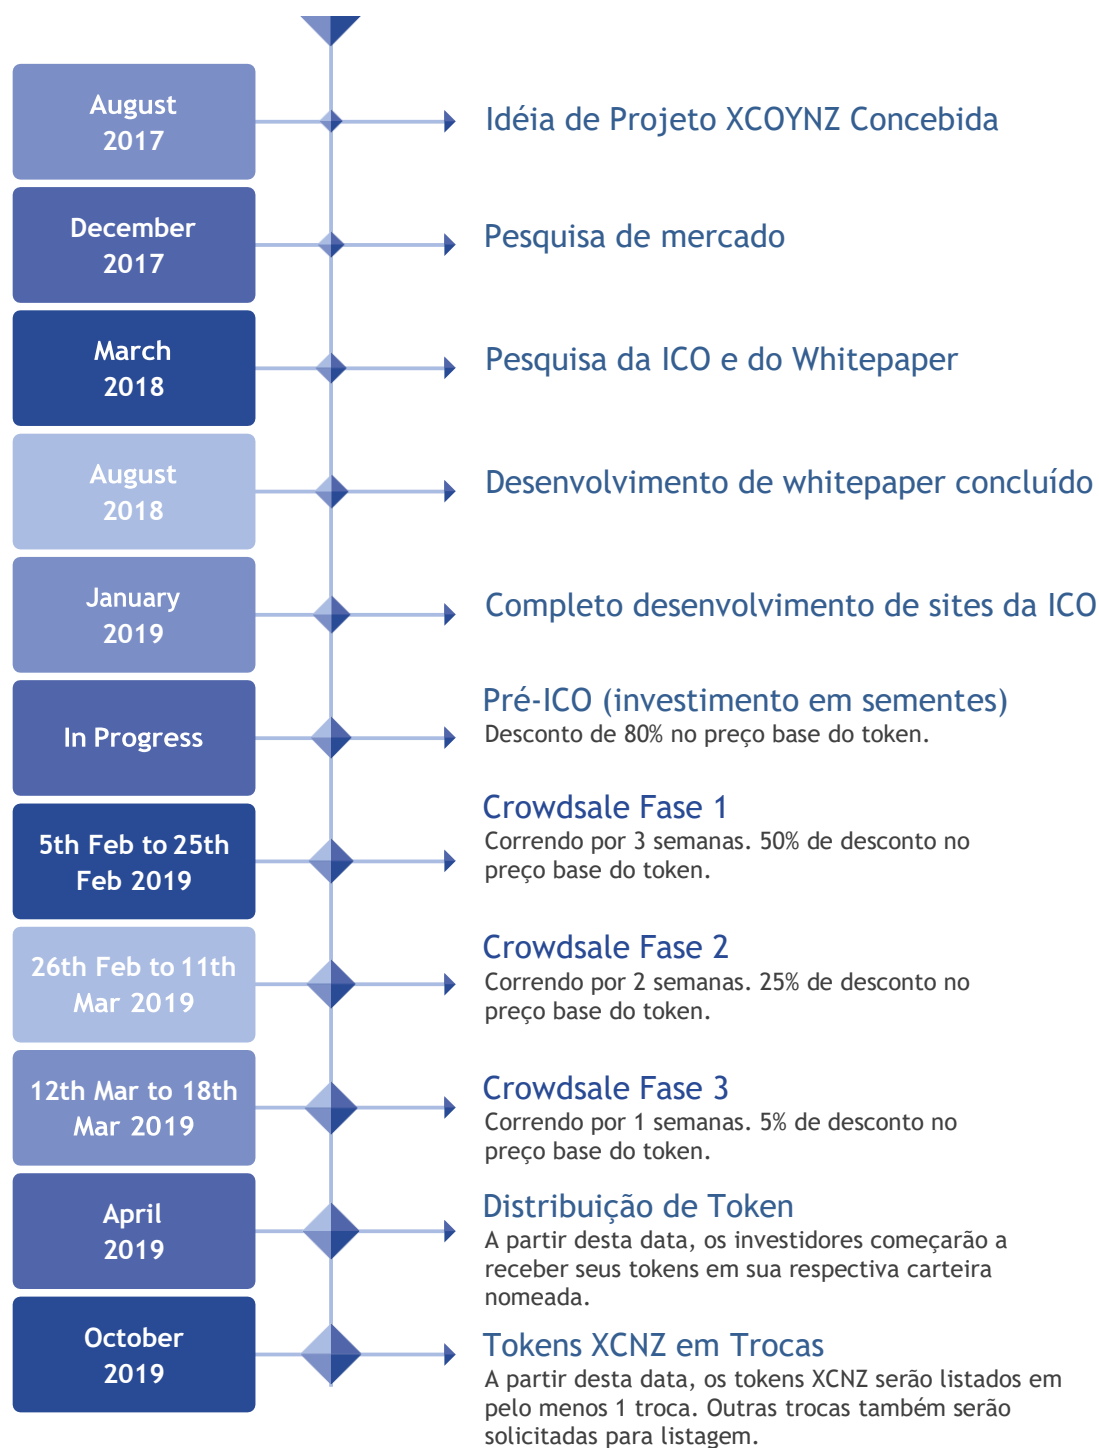 August
2017
Idéia de Projeto XCOYNZ Concebida
December
2017
Pesquisa de mercado
March
2018
Pesquisa da ICO e do Whitepaper
August
2018
Desenvolvimento de whitepaper concluído
January
2019
Completo desenvolvimento de sites da ICO
In Progress
Pré-ICO (investimento em sementes)
Desconto de 80% no preço base do token.
5th Feb to 25th
Feb 2019
Crowdsale Fase 1
Correndo por 3 semanas. 50% de desconto no
preço base do token.
26th Feb to 11th
Mar 2019
Crowdsale Fase 2
Correndo por 2 semanas. 25% de desconto no
preço base do token.
12th Mar to 18th
Mar 2019
Crowdsale Fase 3
Correndo por 1 semanas. 5% de desconto no
preço base do token.
April
2019
Distribuição de Token
A partir desta data, os investidores começarão a
receber seus tokens em sua respectiva carteira
nomeada.
October
2019
Tokens XCNZ em Trocas
A partir desta data, os tokens XCNZ serão listados em
pelo menos 1 troca. Outras trocas também serão
solicitadas para listagem.